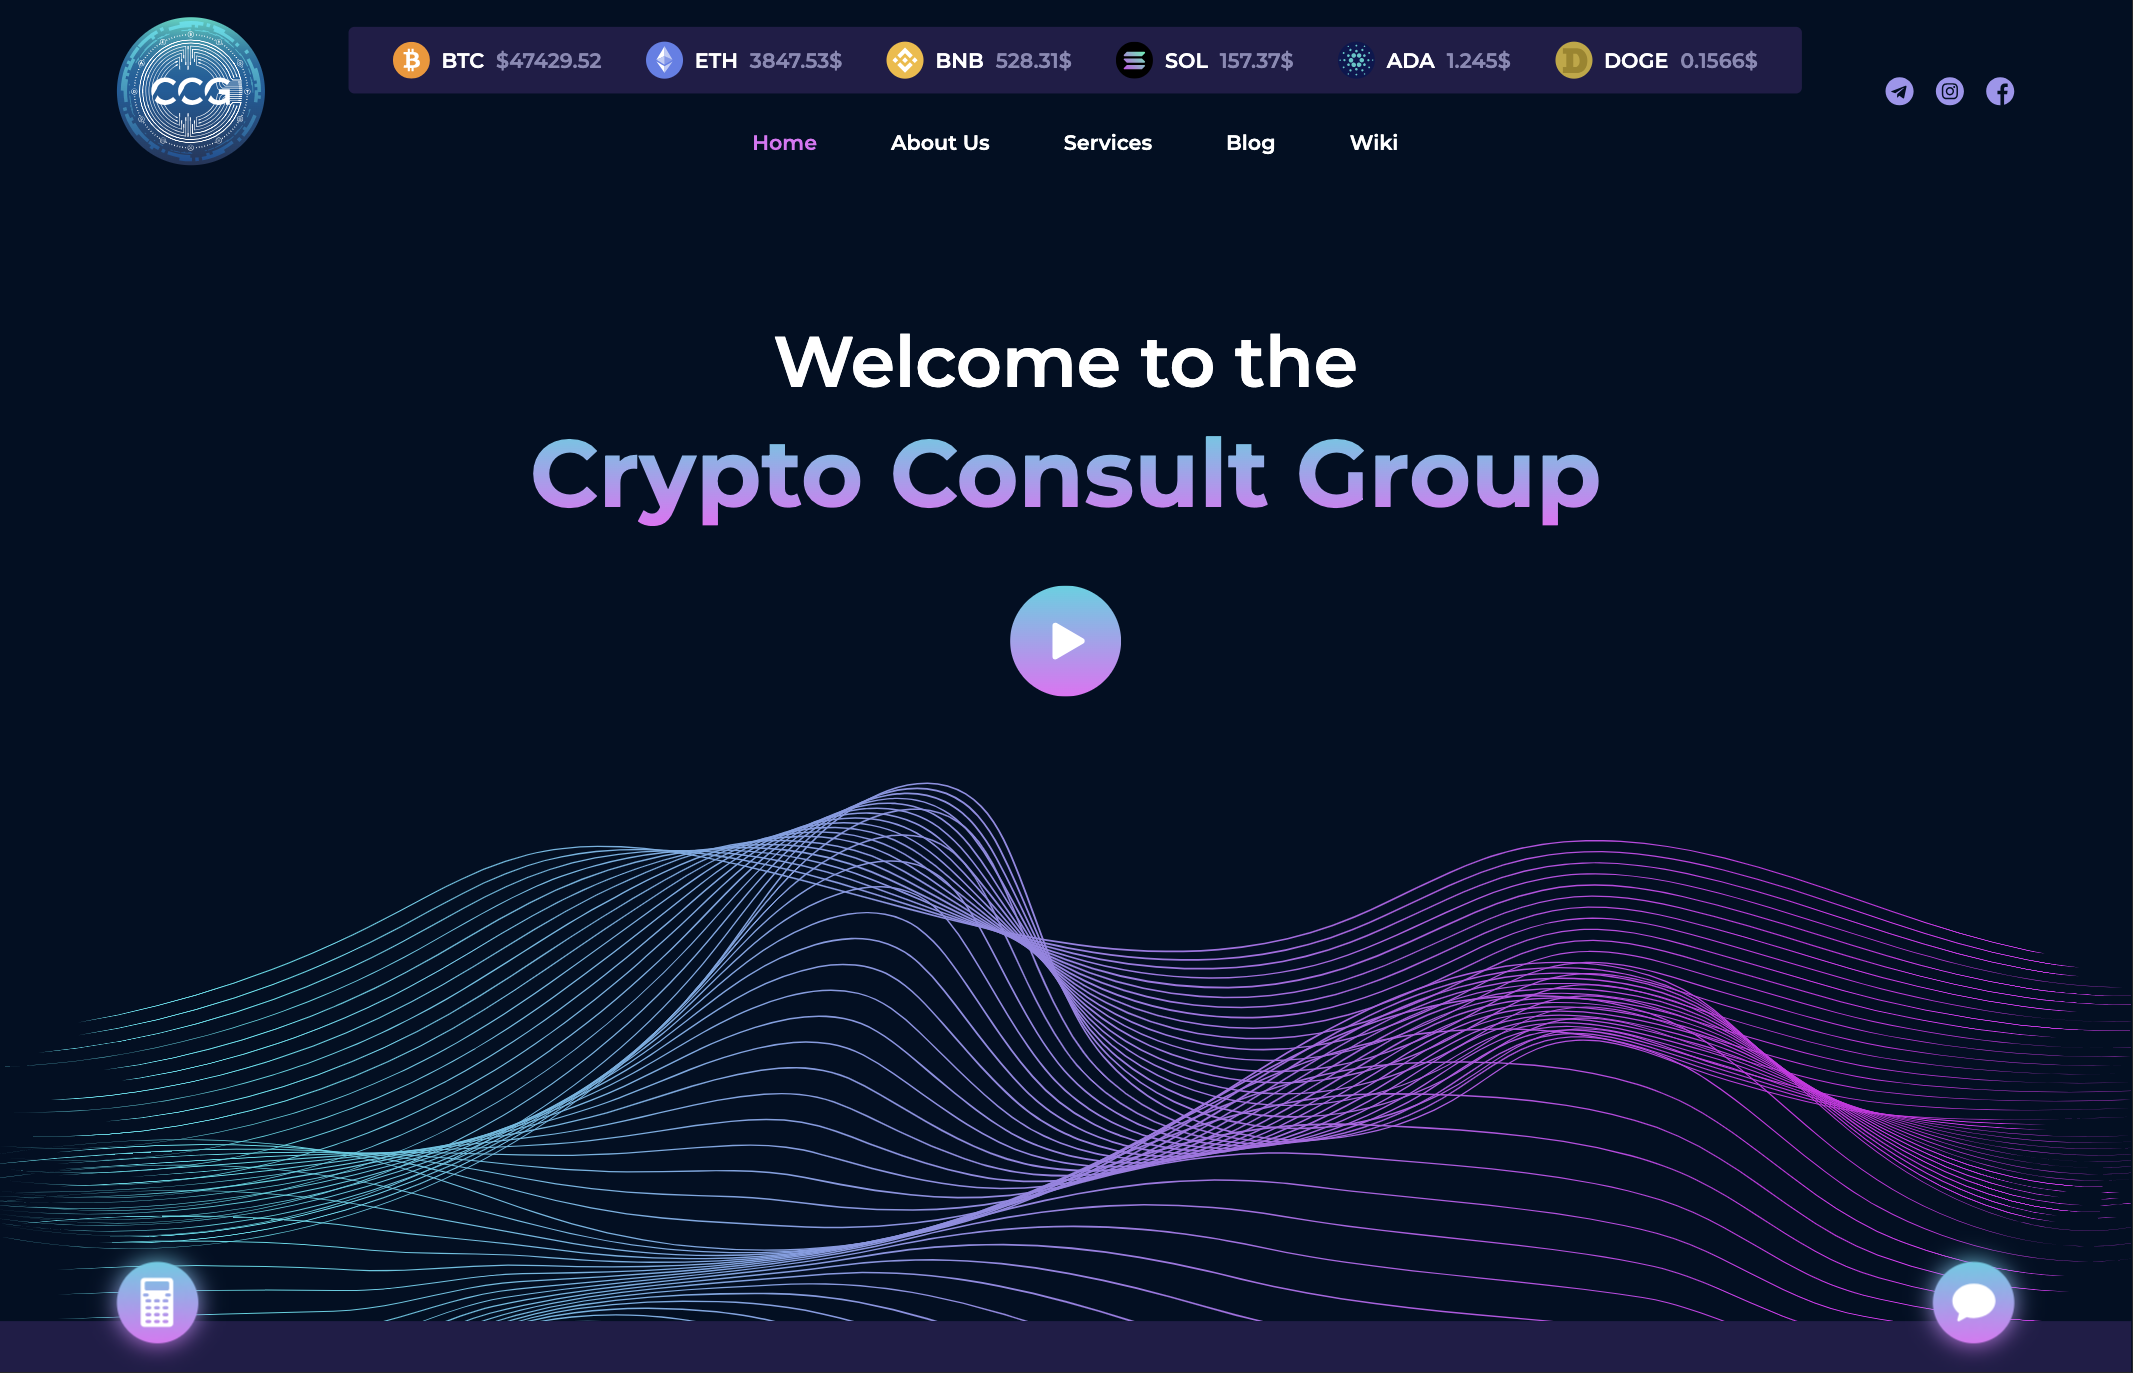 CCG
BTC $47429.52 ETH 3847.53$ BNB 528.31$ SOL 157.37$ ADA 1.245$ DOGE 0.1566$
Home About Us Services Blog Wiki
Welcome to the
Crypto Consult Group